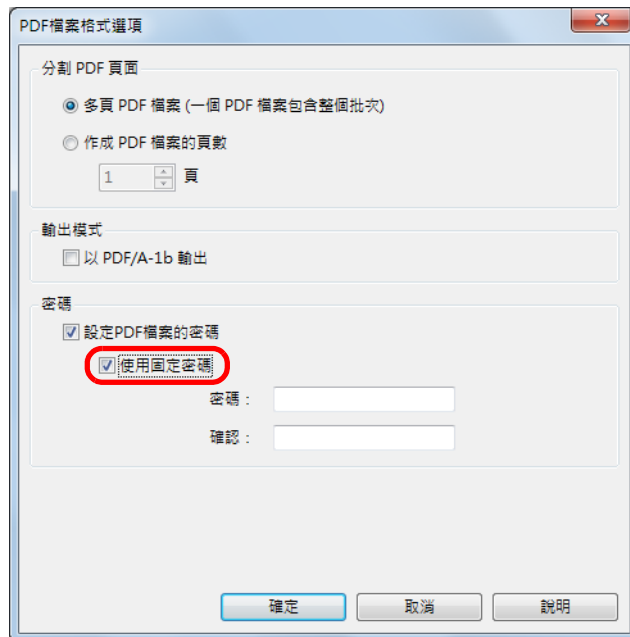 PDF檔案格式選項
分割 PDF 頁面
多頁 PDF 檔案 (一個 PDF 檔案包含整個批次)
作成 PDF 檔案的頁數
1 頁
輸出模式
以 PDF/A-1b 輸出
密碼
設定PDF檔案的密碼
使用固定密碼
密碼：
確認：
確定 取消 說明